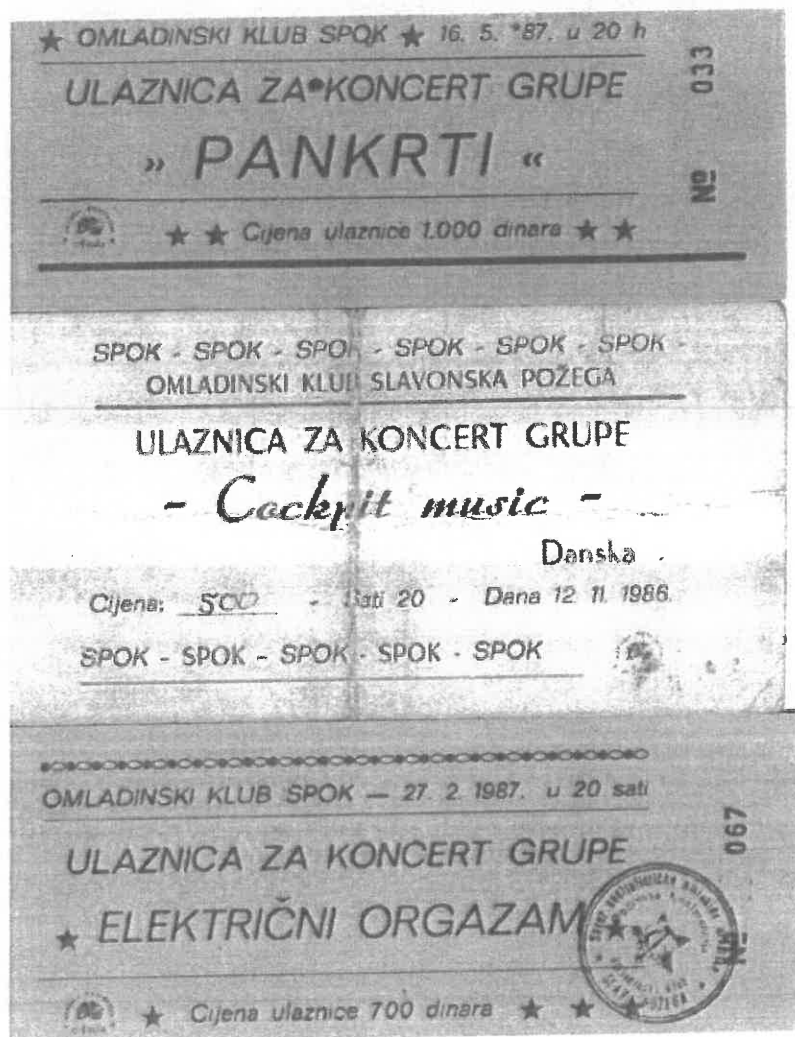 ★ OMLADINSKI KLUB SPOK ★ 16. 5. '87. u 20 h
ULAZNICA ZA KONCERT GRUPE
» PANKRTI «
★ ★ Cijena ulaznice 1.000 dinara ★ ★
№ 033
SPOK - SPOK - SPOK - SPOK - SPOK - SPOK -
OMLADINSKI KLUB SLAVONSKA POŽEGA
ULAZNICA ZA KONCERT GRUPE
- Cockpit music -
Danska
Cijena: 500 - Sati 20 - Dana 12. 11. 1986.
SPOK - SPOK - SPOK - SPOK - SPOK
OMLADINSKI KLUB SPOK — 27. 2. 1987. u 20 sati
ULAZNICA ZA KONCERT GRUPE
★ ELEKTRIČNI ORGAZAM ★
★ Cijena ulaznice 700 dinara ★ ★ ★
№ 067
POŽEGA